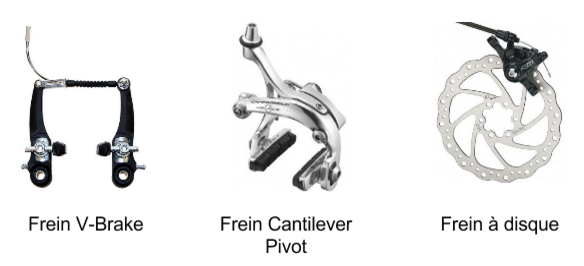 Frein V-Brake
Frein Cantilever
Pivot
Frein à disque